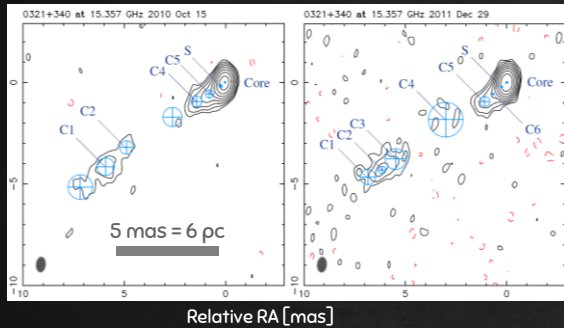 0321+340 at 15.357 GHz 2010 Oct 15
0321+340 at 15.357 GHz 2011 Dec 29
S
C5
C4
Core
C2
C1
0
-5
-10
10
5
0
5 mas = 6 pc
S
C5
C4
Core
C3
C6
C2
C1
0
-5
-10
10
5
0
Relative RA [mas]